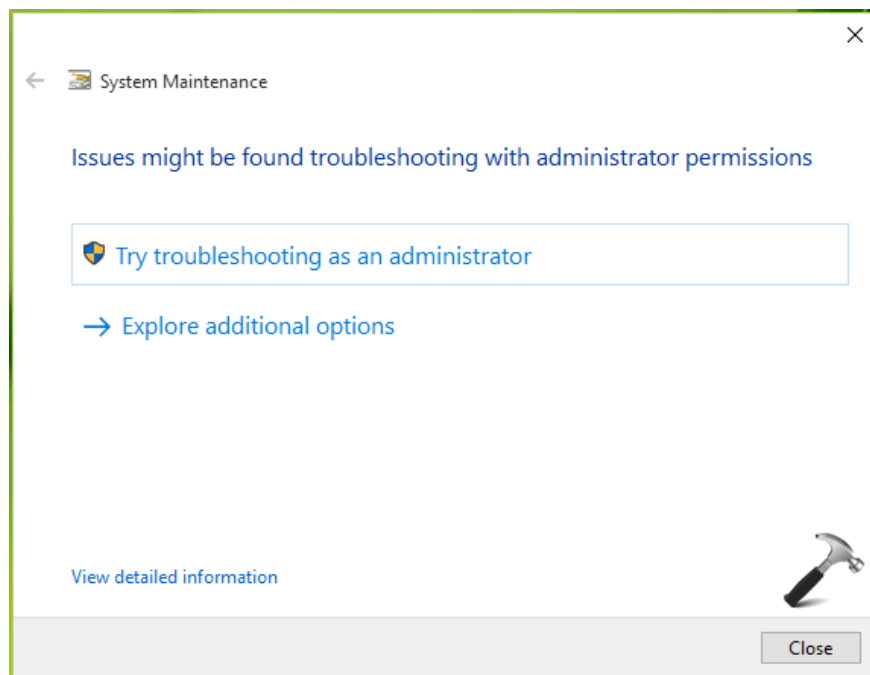 System Maintenance
Issues might be found troubleshooting with administrator permissions
Try troubleshooting as an administrator
Explore additional options
View detailed information
Close